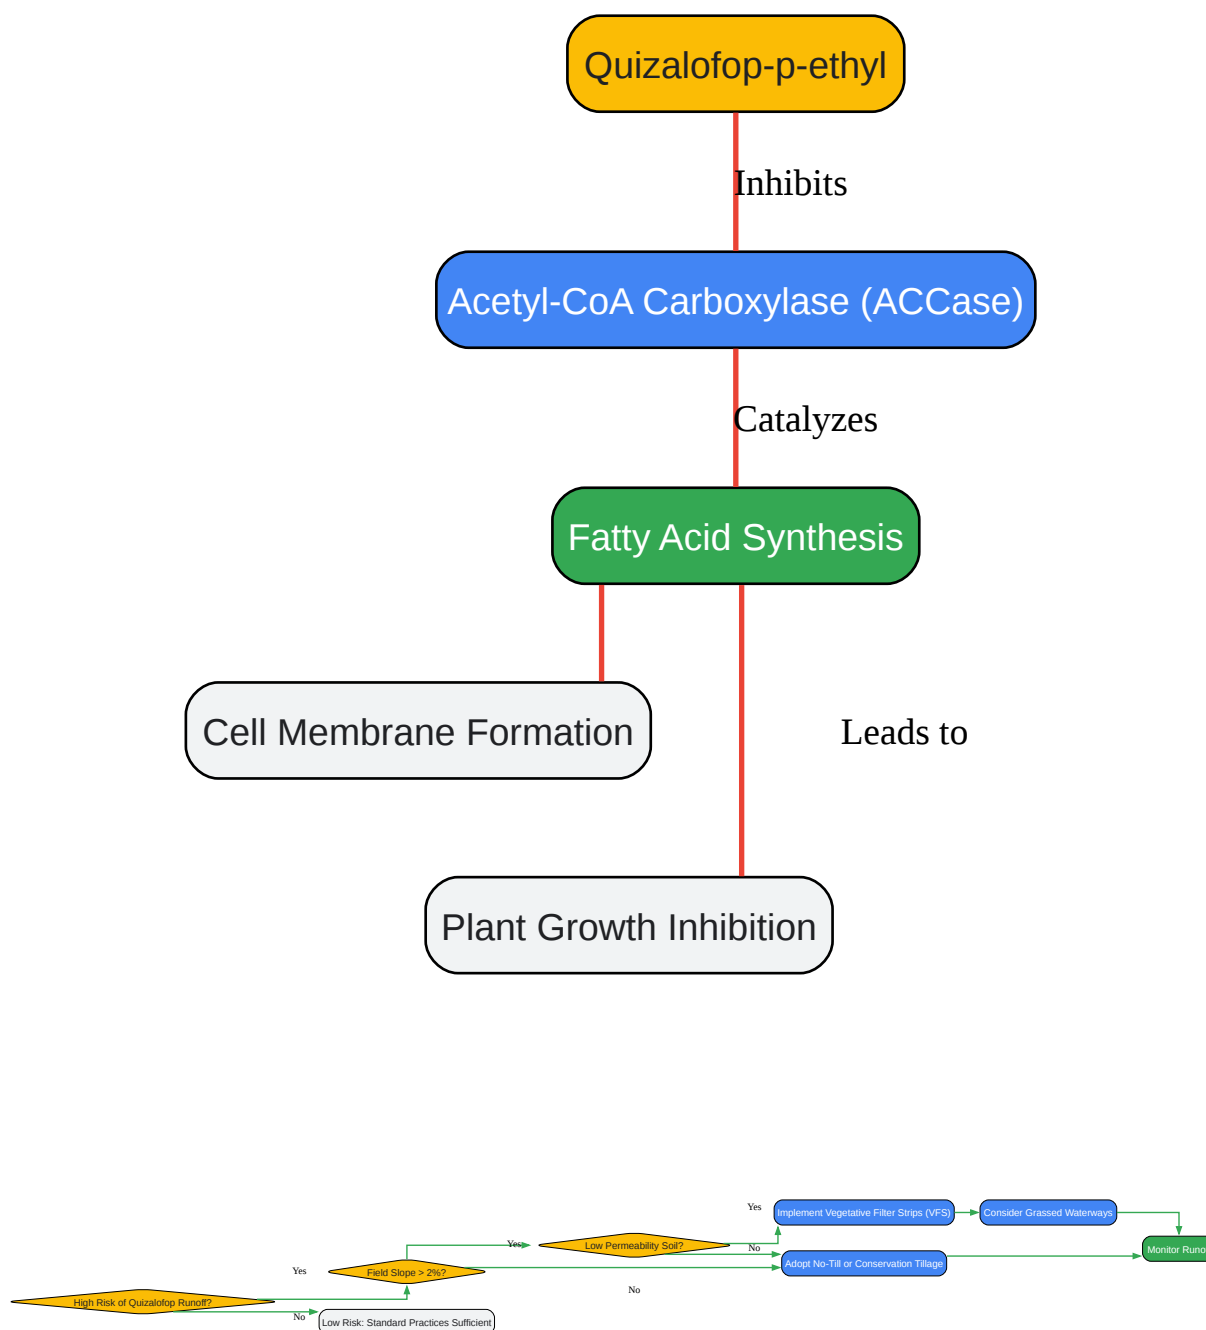 Quizalofop-p-ethyl
Inhibits
Acetyl-CoA Carboxylase (ACCase)
Catalyzes
Fatty Acid Synthesis
Cell Membrane Formation
Leads to
Plant Growth Inhibition
Yes
Implement Vegetative Filter Strips (VFS)
Consider Grassed Waterways
Yes
Low Permeability Soil?
No
Monitor Runo
Adopt No-Till or Conservation Tillage
Yes
Field Slope > 2%?
No
High Risk of Quizalofop Runoff?
No
Low Risk: Standard Practices Sufficient